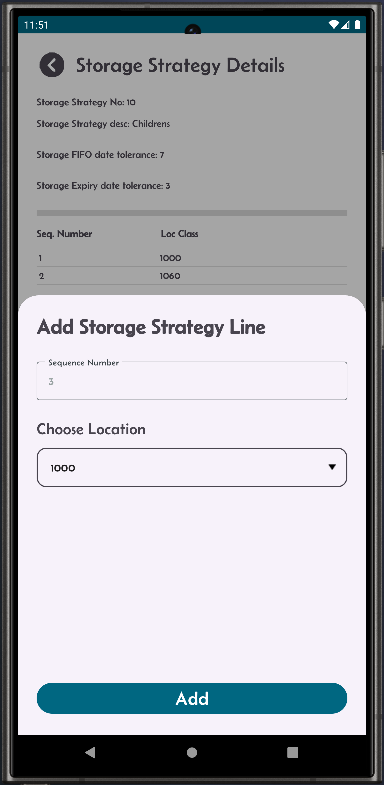 11:51
Storage Strategy Details
Storage Strategy No: 10
Storage Strategy desc: Childrens
Storage FIFO date tolerance: 7
Storage Expiry date tolerance: 3
Seq. Number Loc Class
1 1000
2 1060
Add Storage Strategy Line
Sequence Number
3
Choose Location
1000
Add